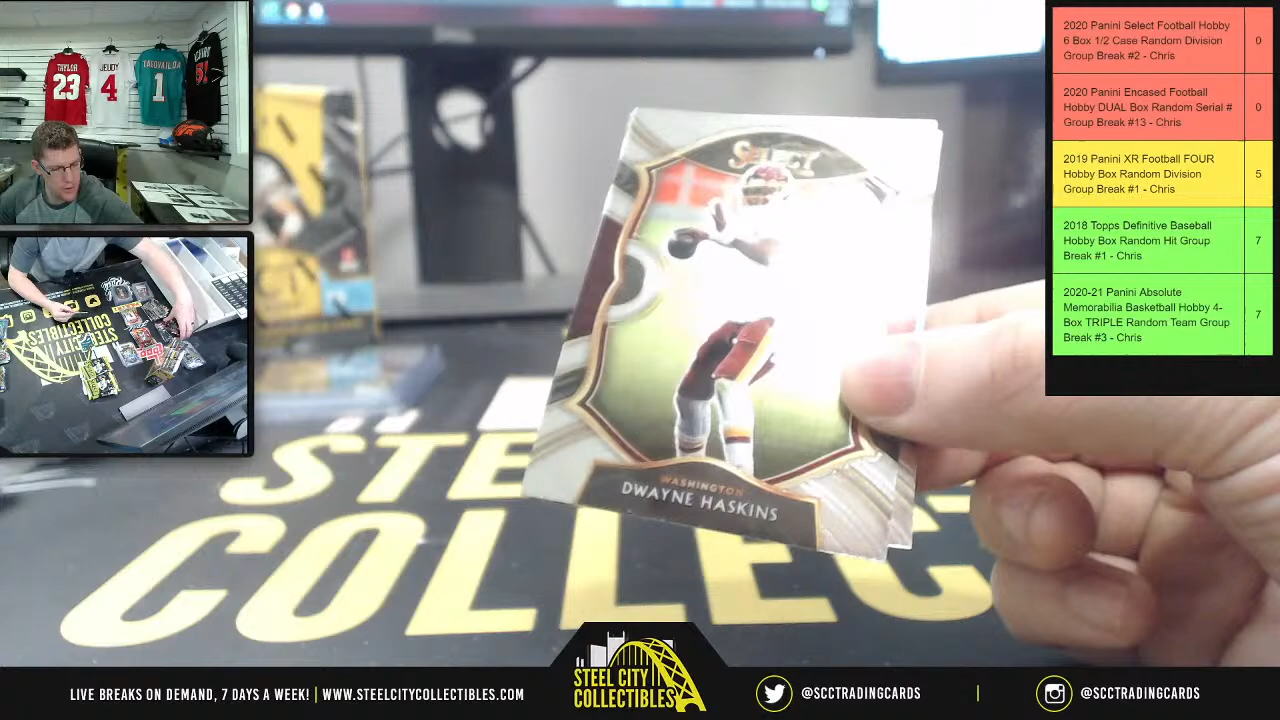 TAYLOR
23
JEUDY
4
TAGOVAILOA
1
STEEL CITY
COLLECTIBLES
2020 Panini Select Football Hobby
6 Box 1/2 Case Random Division
Group Break #2 - Chris
0
2020 Panini Encased Football
Hobby DUAL Box Random Serial #
Group Break #13 - Chris
0
2019 Panini XR Football FOUR
Hobby Box Random Division
Group Break #1 - Chris
5
2018 Topps Definitive Baseball
Hobby Box Random Hit Group
Break #1 - Chris
7
2020-21 Panini Absolute
Memorabilia Basketball Hobby 4-
Box TRIPLE Random Team Group
Break #3 - Chris
7
SELECT
WASHINGTON
DWAYNE HASKINS
STE
COLLEC
LIVE BREAKS ON DEMAND, 7 DAYS A WEEK! | WWW.STEELCITYCOLLECTIBLES.COM
STEEL CITY
COLLECTIBLES
@SCCTRADINGCARDS
|
@SCCTRADINGCARDS